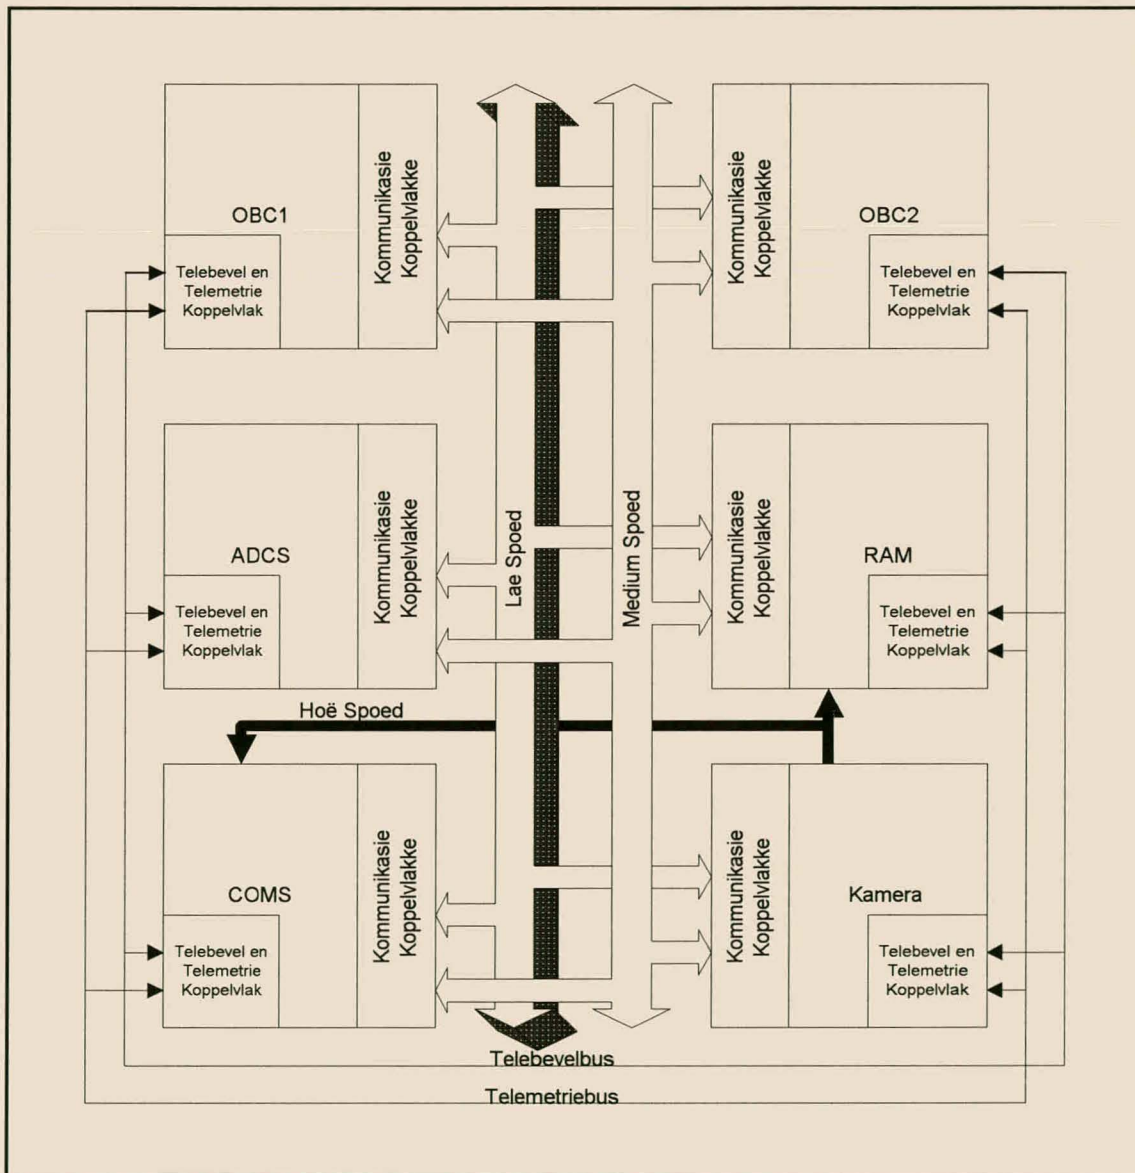 OBC1
Telebevel en
Telemetrie
Koppelvlak
Kommunikasie
Koppelvlakke
Kommunikasie
Koppelvlakke
OBC2
Telebevel en
Telemetrie
Koppelvlak
Lae Spoed
Medium Spoed
ADCS
Telebevel en
Telemetrie
Koppelvlak
Kommunikasie
Koppelvlakke
Kommunikasie
Koppelvlakke
RAM
Telebevel en
Telemetrie
Koppelvlak
Hoë Spoed
COMS
Telebevel en
Telemetrie
Koppelvlak
Kommunikasie
Koppelvlakke
Kommunikasie
Koppelvlakke
Kamera
Telebevel en
Telemetrie
Koppelvlak
Telebevelbus
Telemetriebus